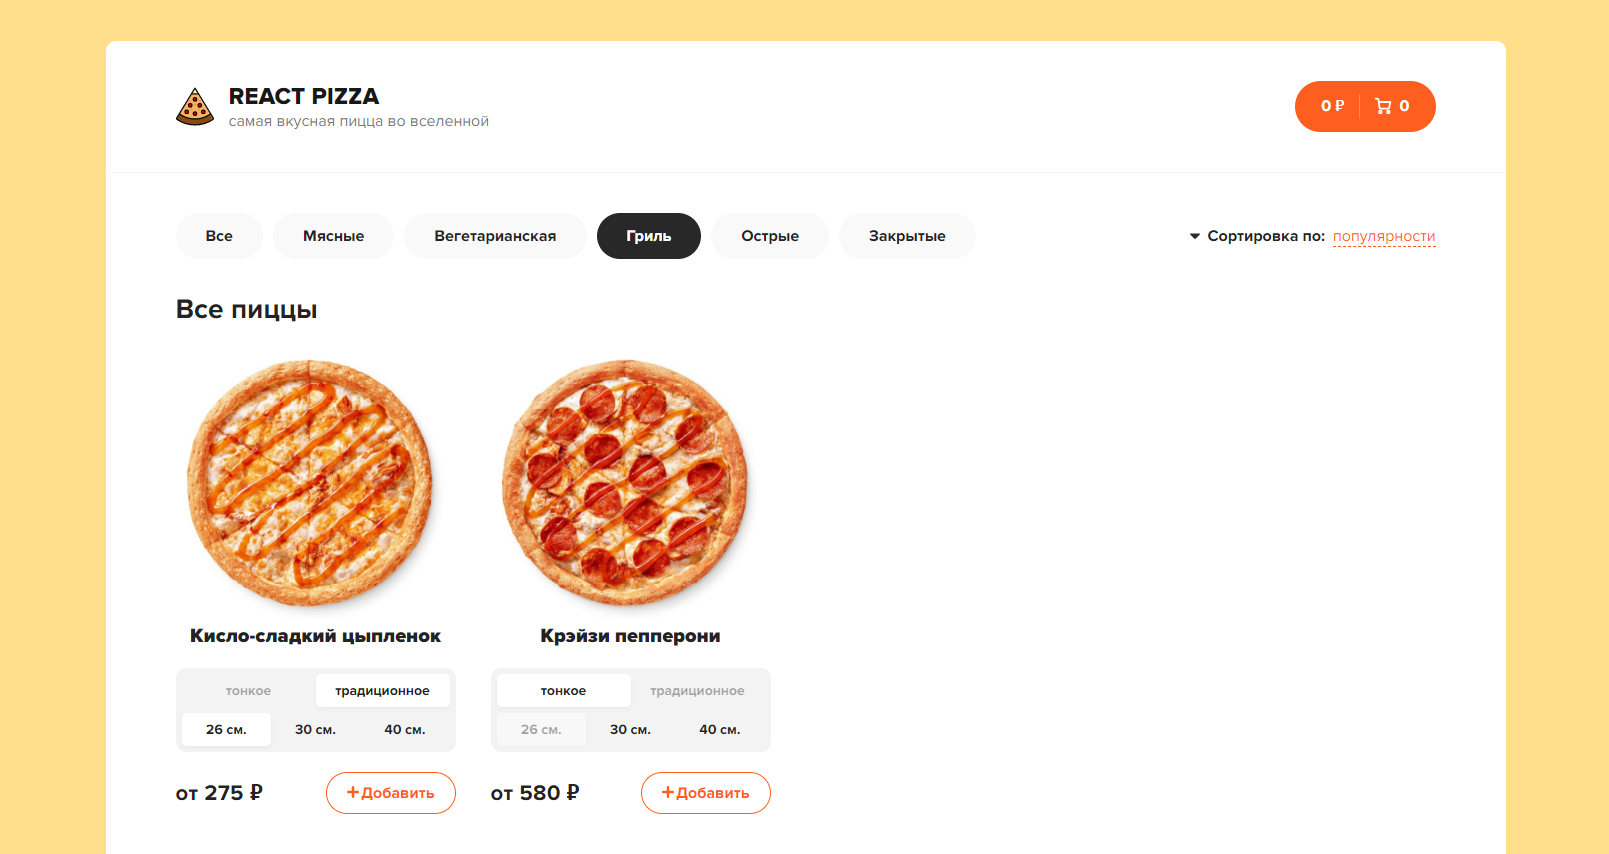 REACT PIZZA
самая вкусная пицца во вселенной
0 ₽ 0
Все Мясные Вегетарианская Гриль Острые Закрытые
Сортировка по: популярности
Все пиццы
Кисло-сладкий цыпленок
тонкое традиционное
26 см. 30 см. 40 см.
от 275 ₽ +Добавить
Крэйзи пепперони
тонкое традиционное
26 см. 30 см. 40 см.
от 580 ₽ +Добавить